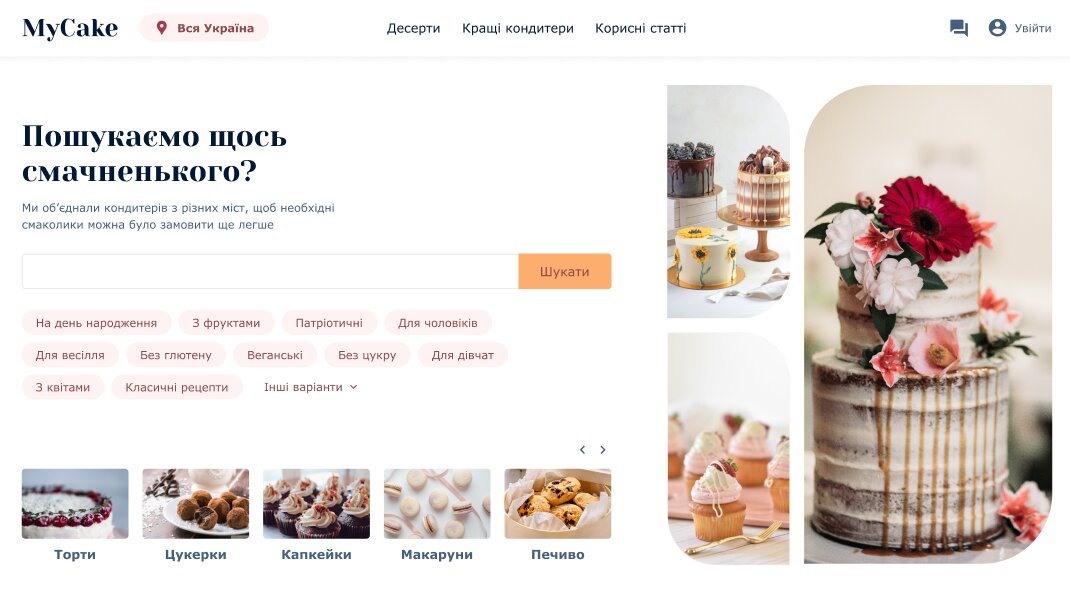 MyCake
Вся Україна
Десерти
Кращі кондитери
Корисні статті
Увійти
Пошукаємо щось
смачненького?
Ми об’єднали кондитерів з різних міст, щоб необхідні
смаколики можна було замовити ще легше
Шукати
На день народження
З фруктами
Патріотичні
Для чоловіків
Для весілля
Без глютену
Веганські
Без цукру
Для дівчат
З квітами
Класичні рецепти
Інші варіанти
Торти
Цукерки
Капкейки
Макаруни
Печиво